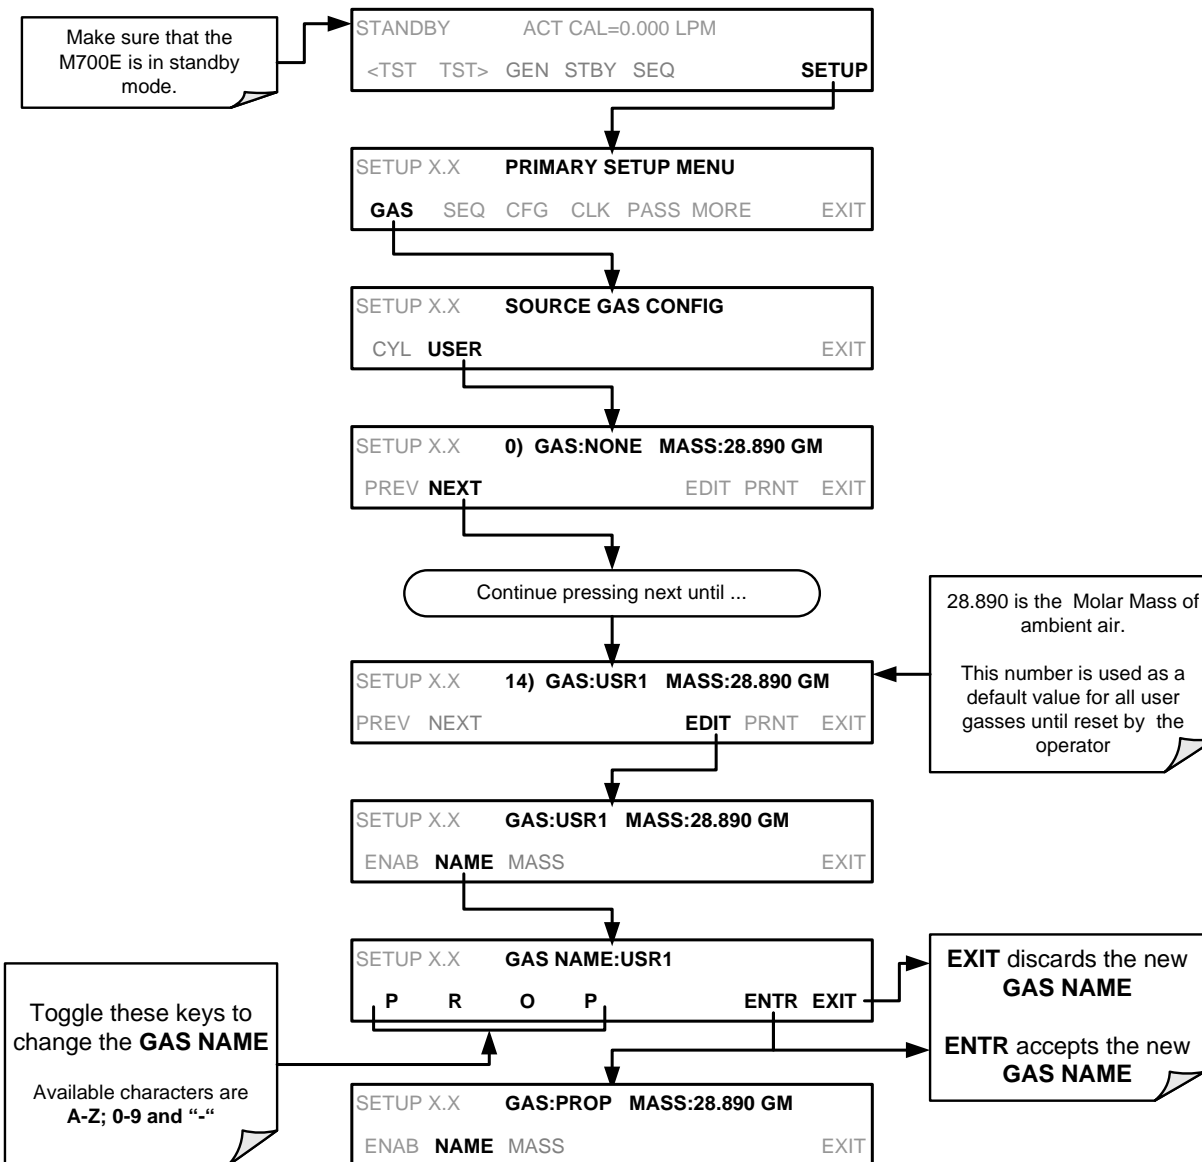 Make sure that the
M700E is in standby
mode.
STANDBY ACT CAL=0.000 LPM
<TST TST> GEN STBY SEQ SETUP
SETUP X.X PRIMARY SETUP MENU
GAS SEQ CFG CLK PASS MORE EXIT
SETUP X.X SOURCE GAS CONFIG
CYL USER EXIT
SETUP X.X 0) GAS:NONE MASS:28.890 GM
PREV NEXT EDIT PRNT EXIT
Continue pressing next until ...
SETUP X.X 14) GAS:USR1 MASS:28.890 GM
PREV NEXT EDIT PRNT EXIT
28.890 is the Molar Mass of
ambient air.
This number is used as a
default value for all user
gasses until reset by the
operator
SETUP X.X GAS:USR1 MASS:28.890 GM
ENAB NAME MASS EXIT
SETUP X.X GAS NAME:USR1
P R O P ENTR EXIT
EXIT discards the new
GAS NAME
ENTR accepts the new
GAS NAME
Toggle these keys to
change the GAS NAME
Available characters are
A-Z; 0-9 and “-“
SETUP X.X GAS:PROP MASS:28.890 GM
ENAB NAME MASS EXIT